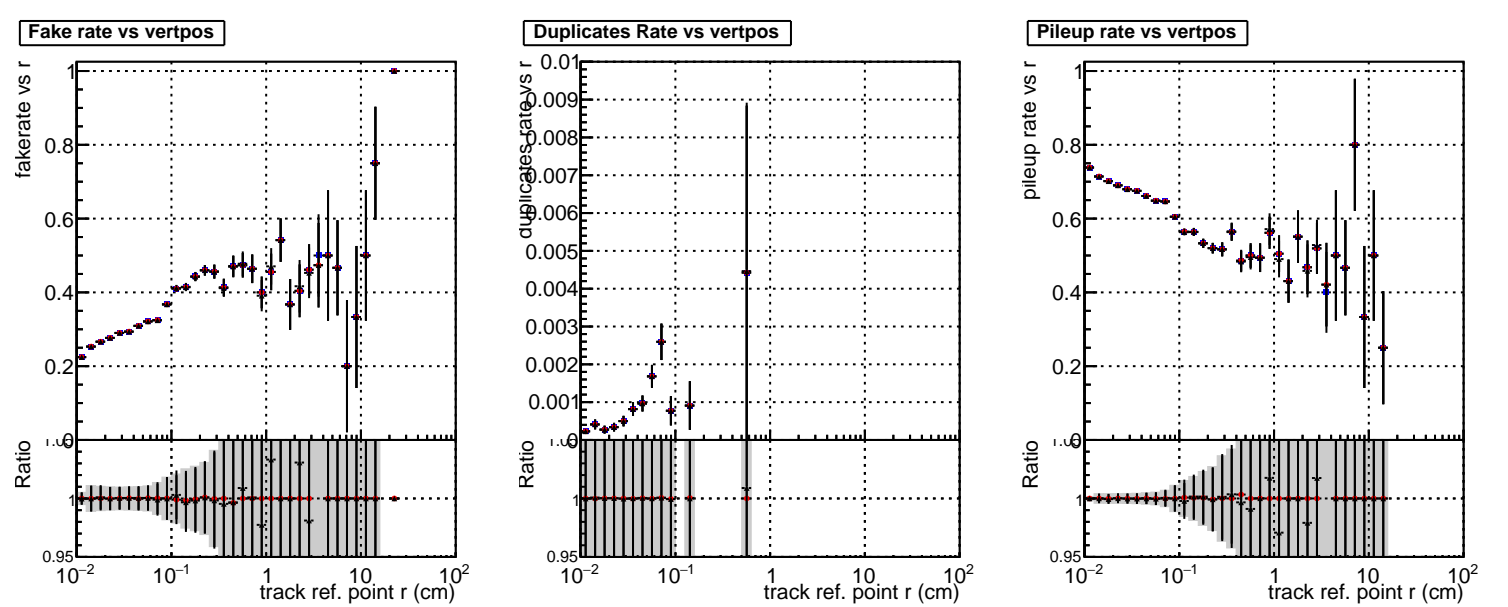 Fake rate vs vertpos
fakerate vs r
1
0.8
0.6
0.4
0.2
0
Ratio
1
0.95
10−2 10−1 1 10 102
track ref. point r (cm)
Duplicates Rate vs vertpos
duplicates rate vs r
0.01
0.009
0.008
0.007
0.006
0.005
0.004
0.003
0.002
0.001
0
Ratio
1
0.95
10−2 10−1 1 10 102
track ref. point r (cm)
Pileup rate vs vertpos
pileup rate vs r
1
0.8
0.6
0.4
0.2
0
Ratio
1
0.95
10−2 10−1 1 10 102
track ref. point r (cm)